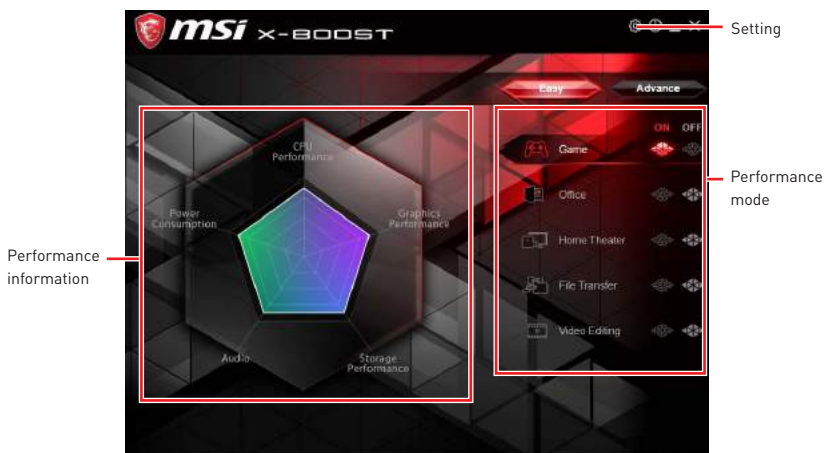 msi X-BOOST
Setting
Easy
Advance
ON OFF
CPU
Performance
Game
Power
Consumption
Graphics
Performance
Office
Performance
mode
Home Theater
Performance
information
File Transfer
Video Editing
Audio
Storage
Performance